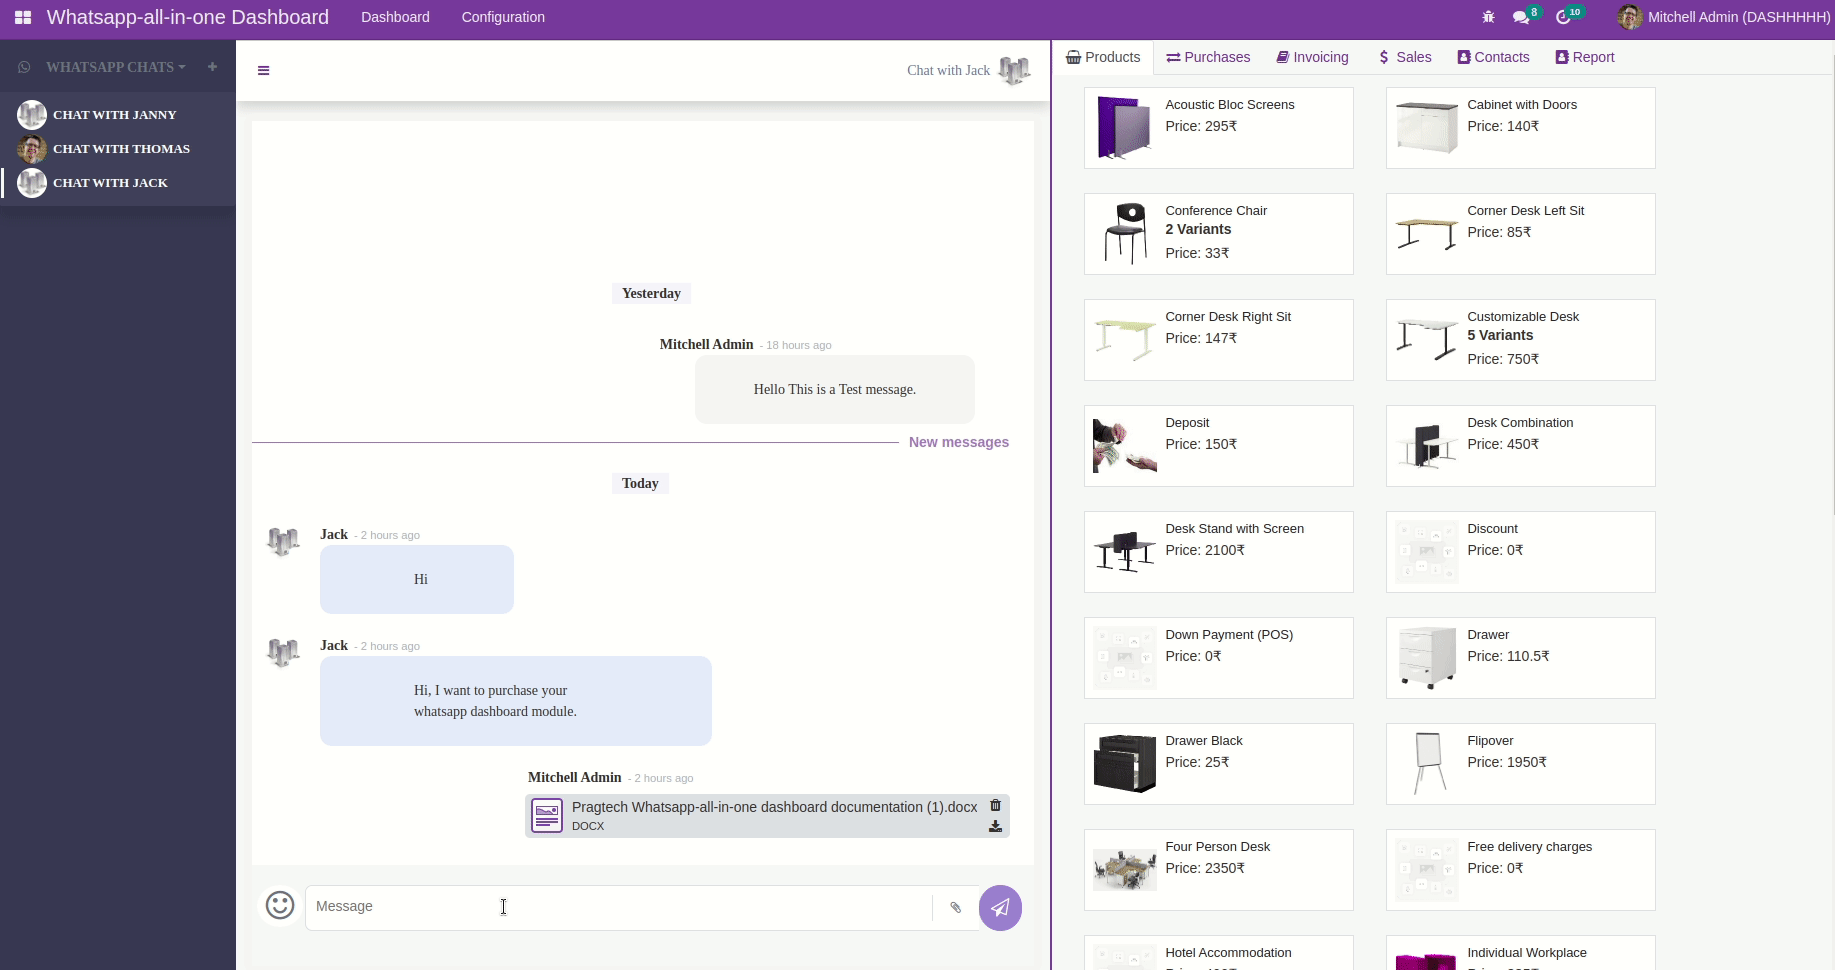 Whatsapp-all-in-one Dashboard
Dashboard
Configuration
8
10
Mitchell Admin (DASHHHHH)
WHATSAPP CHATS
+
CHAT WITH JANNY
CHAT WITH THOMAS
CHAT WITH JACK
Chat with Jack
Yesterday
Mitchell Admin - 18 hours ago
Hello This is a Test message.
New messages
Today
Jack - 2 hours ago
Hi
Jack - 2 hours ago
Hi, I want to purchase your
whatsapp dashboard module.
Mitchell Admin - 2 hours ago
Pragtech Whatsapp-all-in-one dashboard documentation (1).docx
DOCX
Message
Products
Purchases
Invoicing
$ Sales
Contacts
Report
Acoustic Bloc Screens
Price: 295₹
Cabinet with Doors
Price: 140₹
Conference Chair
2 Variants
Price: 33₹
Corner Desk Left Sit
Price: 85₹
Corner Desk Right Sit
Price: 147₹
Customizable Desk
5 Variants
Price: 750₹
Deposit
Price: 150₹
Desk Combination
Price: 450₹
Desk Stand with Screen
Price: 2100₹
Discount
Price: 0₹
Down Payment (POS)
Price: 0₹
Drawer
Price: 110.5₹
Drawer Black
Price: 25₹
Flipover
Price: 1950₹
Four Person Desk
Price: 2350₹
Free delivery charges
Price: 0₹
Hotel Accommodation
Individual Workplace